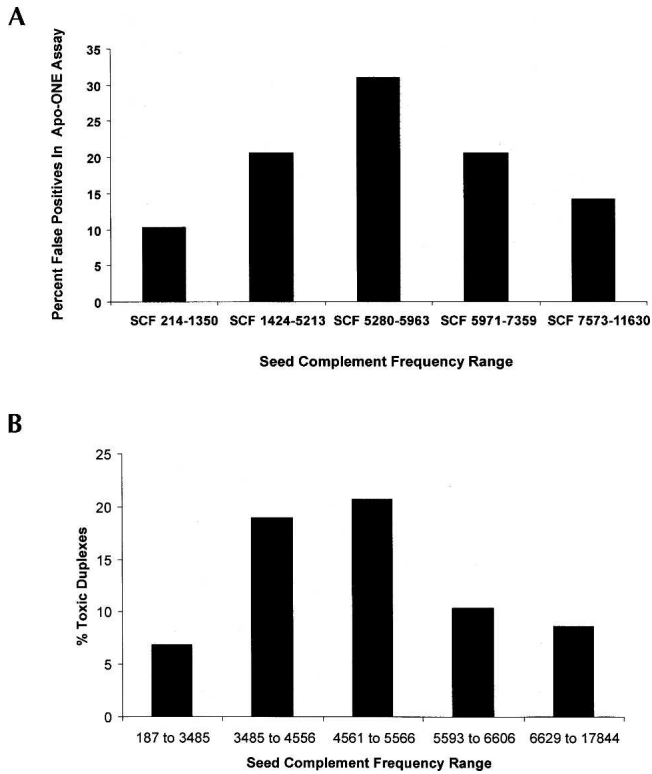 A
Percent False Positives In Apo-ONE Assay
35
30
25
20
15
10
5
0
SCF 214-1350 SCF 1424-5213 SCF 5280-5963 SCF 5971-7359 SCF 7573-11630
Seed Complement Frequency Range
B
% Toxic Duplexes
25
20
15
10
5
0
187 to 3485 3485 to 4556 4561 to 5566 5593 to 6606 6629 to 17844
Seed Complement Frequency Range